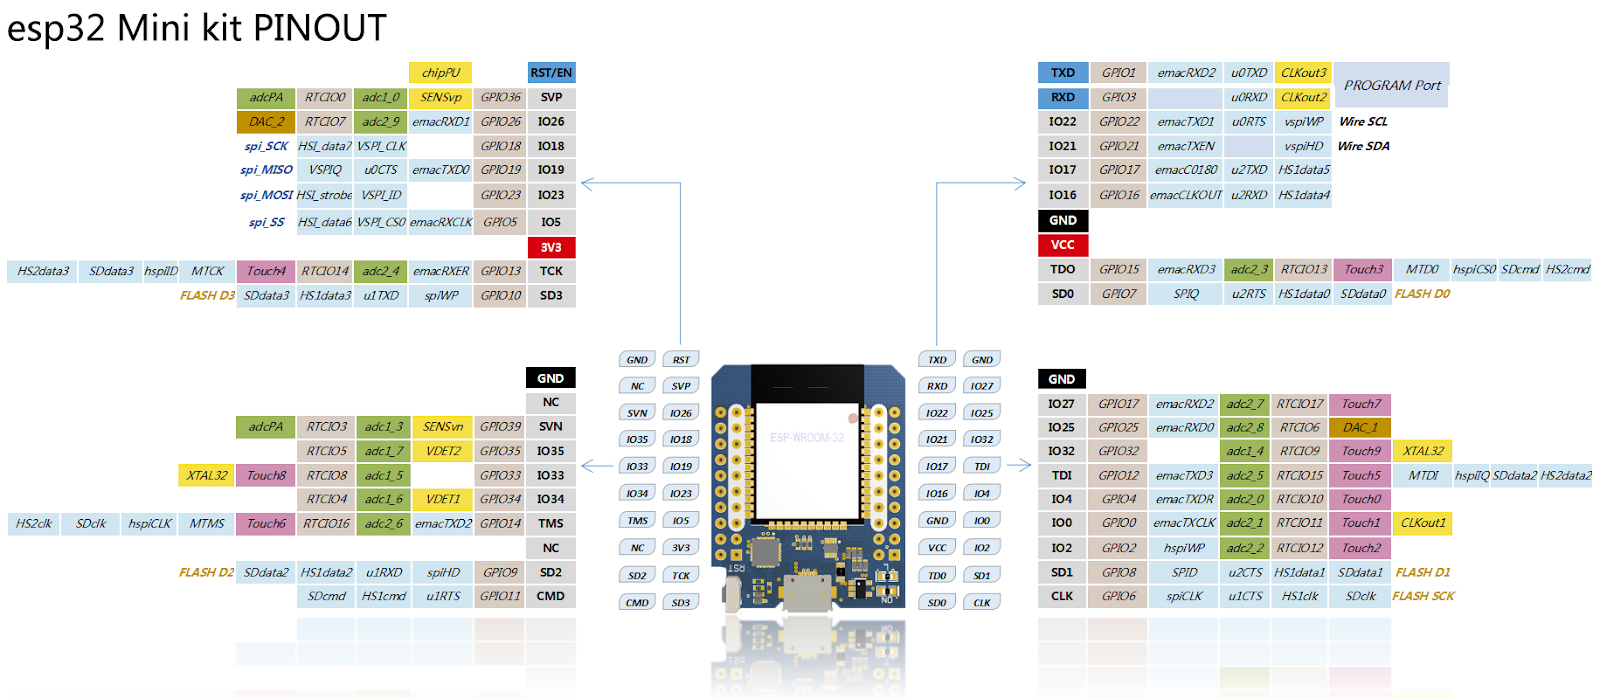 esp32 Mini kit PINOUT
chipPU RST/EN
adcPA RTCIO0 adc1_0 SENSvp GPIO36 SVP
DAC_2 RTCIO7 adc2_9 emacRXD1 GPIO26 IO26
spi_SCK HSI_data7 VSPI_CLK GPIO18 IO18
spi_MISO VSPIQ u0CTS emacTXD0 GPIO19 IO19
spi_MOSI HSI_strobe VSPI_ID GPIO23 IO23
spi_SS HSI_data6 VSPI_CS0 emacRXCLK GPIO5 IO5
3V3
HS2data3 SDdata3 hspiID MTCK Touch4 RTCIO14 adc2_4 emacRXER GPIO13 TCK
FLASH D3 SDdata3 HS1data3 u1TXD spiWP GPIO10 SD3
TXD GPIO1 emacRXD2 u0TXD CLKout3 PROGRAM Port
RXD GPIO3 u0RXD CLKout2
IO22 GPIO22 emacTXD1 u0RTS vspiWP Wire SCL
IO21 GPIO21 emacTXEN vspiHD Wire SDA
IO17 GPIO17 emacC0180 u2TXD HS1data5
IO16 GPIO16 emacCLKOUT u2RXD HS1data4
GND
VCC
TDO GPIO15 emacRXD3 adc2_3 RTCIO13 Touch3 MTD0 hspiCS0 SDcmd HS2cmd
SD0 GPIO7 SPIQ u2RTS HS1data0 SDdata0 FLASH D0
GND
NC
adcPA RTCIO3 adc1_3 SENSvn GPIO39 SVN
RTCIO5 adc1_7 VDET2 GPIO35 IO35
XTAL32 Touch8 RTCIO8 adc1_5 GPIO33 IO33
RTCIO4 adc1_6 VDET1 GPIO34 IO34
HS2clk SDclk hspiCLK MTMS Touch6 RTCIO16 adc2_6 emacTXD2 GPIO14 TMS
NC
FLASH D2 SDdata2 HS1data2 u1RXD spiHD GPIO9 SD2
SDcmd HS1cmd u1RTS GPIO11 CMD
GND RST
NC SVP
SVN IO26
IO35 IO18
IO33 IO19
IO34 IO23
TMS IO5
NC 3V3
SD2 TCK
CMD SD3
ESP-WROOM-32
RST
ON
TXD GND
RXD IO27
IO22 IO25
IO21 IO32
IO17 TDI
IO16 IO4
GND IO0
VCC IO2
TD0 SD1
SD0 CLK
GND
IO27 GPIO17 emacRXD2 adc2_7 RTCIO17 Touch7
IO25 GPIO25 emacRXD0 adc2_8 RTCIO6 DAC_1
IO32 GPIO32 adc1_4 RTCIO9 Touch9 XTAL32
TDI GPIO12 emacTXD3 adc2_5 RTCIO15 Touch5 MTDI hspiIQ SDdata2 HS2data2
IO4 GPIO4 emacTXDR adc2_0 RTCIO10 Touch0
IO0 GPIO0 emacTXCLK adc2_1 RTCIO11 Touch1 CLKout1
IO2 GPIO2 hspiWP adc2_2 RTCIO12 Touch2
SD1 GPIO8 SPID u2CTS HS1data1 SDdata1 FLASH D1
CLK GPIO6 spiCLK u1CTS HS1clk SDclk FLASH SCK